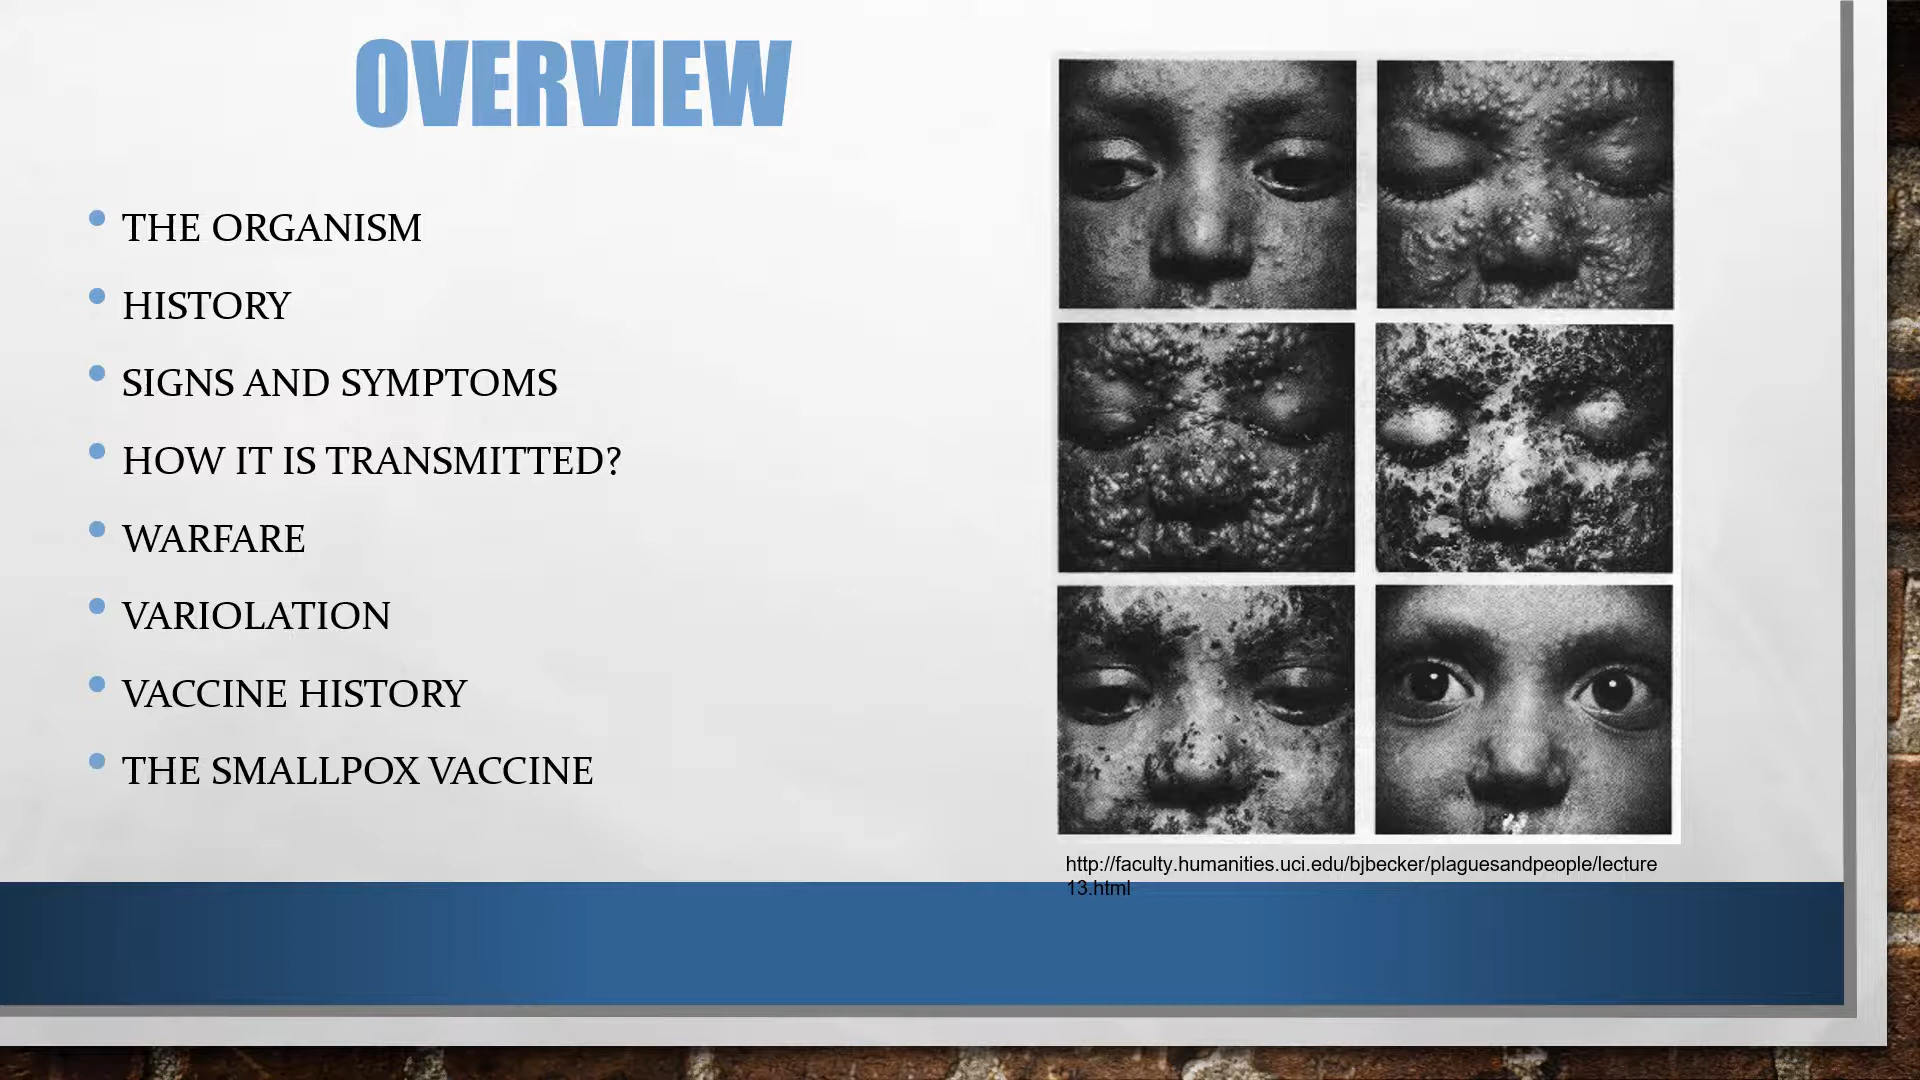 OVERVIEW
THE ORGANISM
HISTORY
SIGNS AND SYMPTOMS
HOW IT IS TRANSMITTED?
WARFARE
VARIOLATION
VACCINE HISTORY
THE SMALLPOX VACCINE
http://faculty.humanities.uci.edu/bjbecker/plaguesandpeople/lecture
13.html